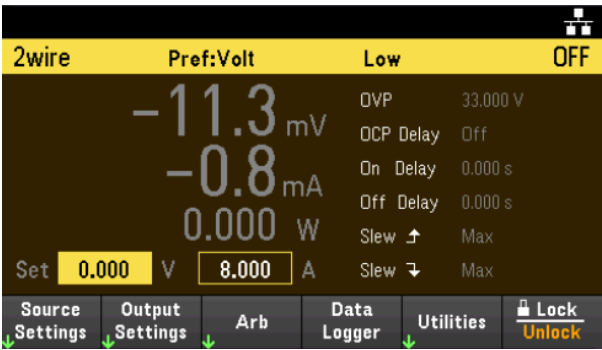 2wire Pref:Volt Low OFF
-11.3 mV
-0.8 mA
0.000 W
Set 0.000 V 8.000 A
OVP 33.000 V
OCP Delay Off
On Delay 0.000 s
Off Delay 0.000 s
Slew Max
Slew Max
Source Settings
Output Settings
Arb
Data Logger
Utilities
Lock
Unlock